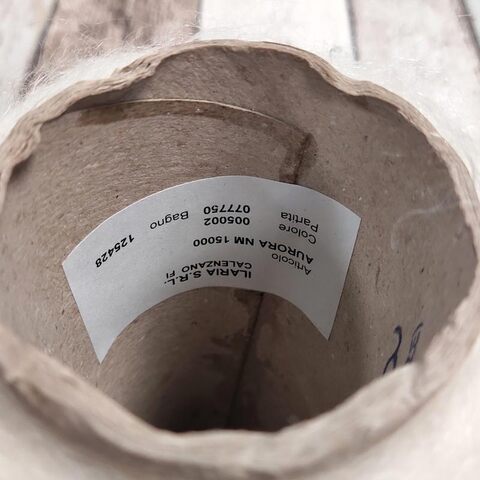 ILARIA S.R.L.
CALENZANO FI
Articolo
AURORA NM 15000
Colore 005002 Bagno 125428
Partita 077750